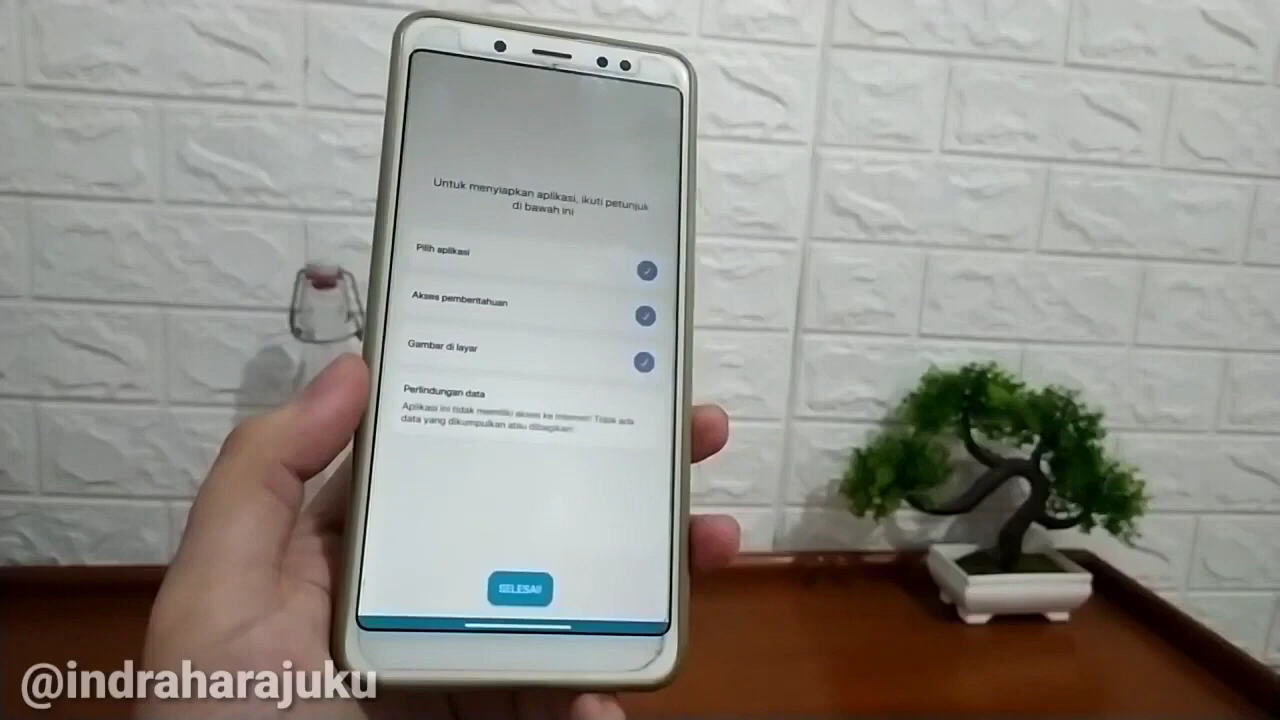 Untuk menyiapkan aplikasi, ikuti petunjuk
di bawah ini
Pilih aplikasi
Akses pemberitahuan
Gambar di layar
Perlindungan data
Aplikasi ini tidak memiliki akses ke internet! Tidak ada
data yang dikumpulkan atau dibagikan!
SELESAI!
@indraharajuku